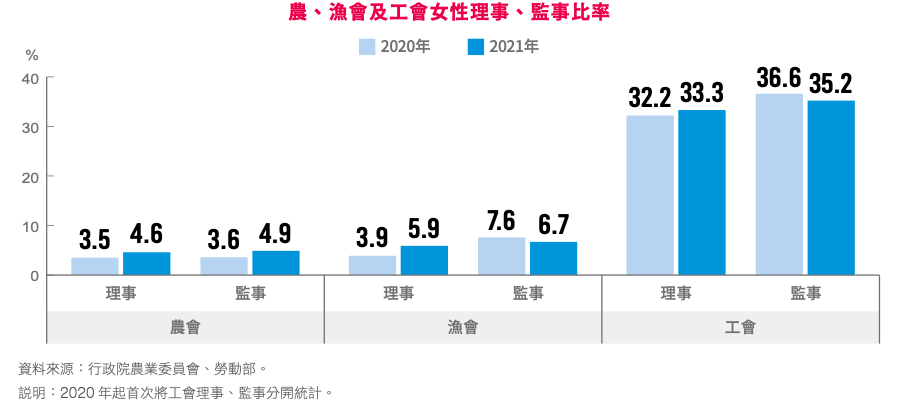 農、漁會及工會女性理事、監事比率
2020年 2021年
%
40
30
20
10
0
3.5 4.6 3.6 4.9 3.9 5.9 7.6 6.7 32.2 33.3 36.6 35.2
理事 監事 理事 監事 理事 監事
農會 漁會 工會
資料來源：行政院農業委員會、勞動部。
說明：2020 年起首次將工會理事、監事分開統計。